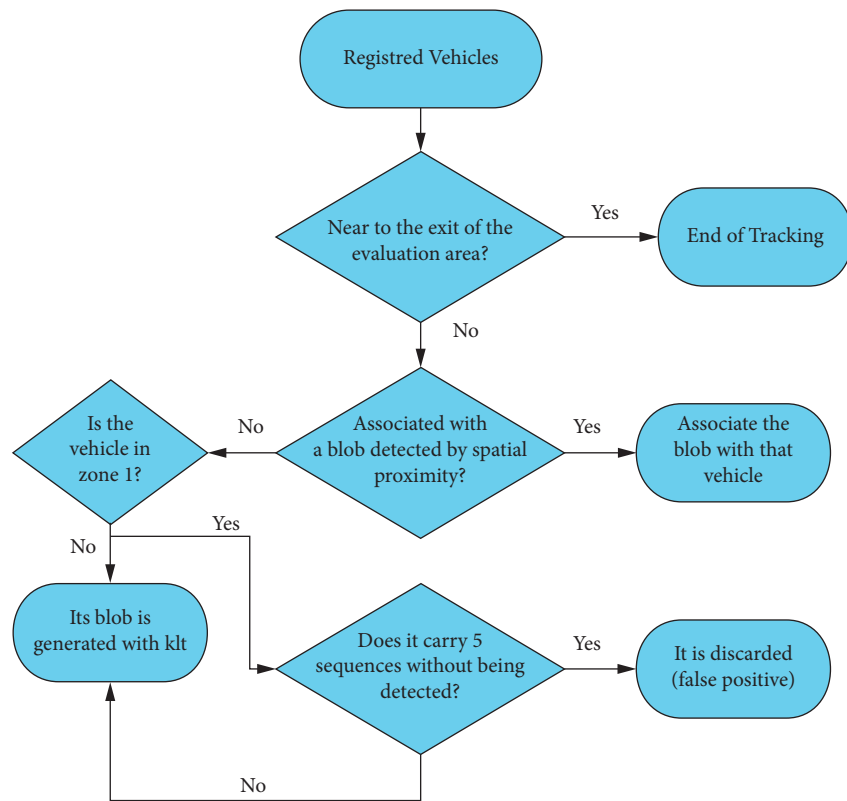 Registred Vehicles
Near to the exit of the
evaluation area?
Yes
End of Tracking
No
Associated with
a blob detected by spatial
proximity?
Yes
Associate the
blob with that
vehicle
No
Is the
vehicle in
zone 1?
Yes
No
Its blob is
generated with klt
Does it carry 5
sequences without being
detected?
Yes
It is discarded
(false positive)
No